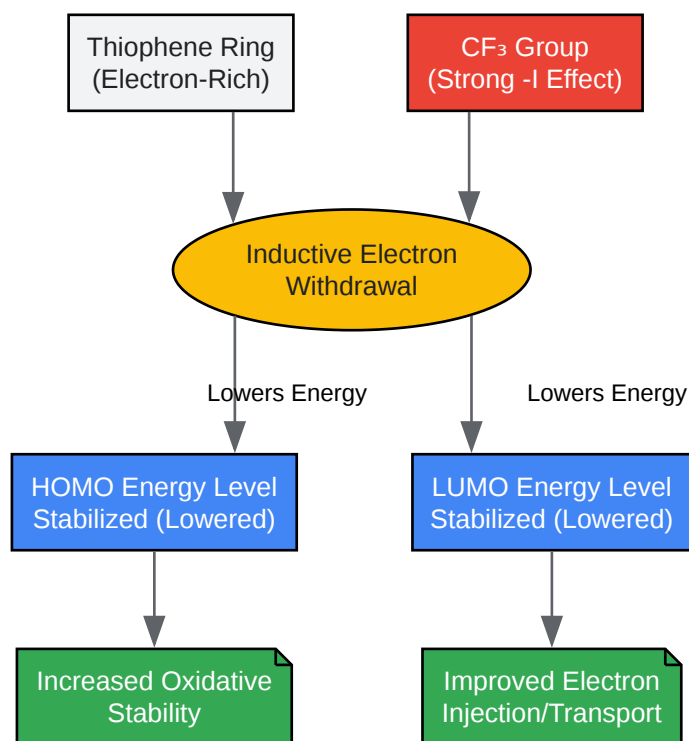 Thiophene Ring
(Electron-Rich)
CF₃ Group
(Strong -I Effect)
Inductive Electron
Withdrawal
Lowers Energy
Lowers Energy
HOMO Energy Level
Stabilized (Lowered)
LUMO Energy Level
Stabilized (Lowered)
Increased Oxidative
Stability
Improved Electron
Injection/Transport